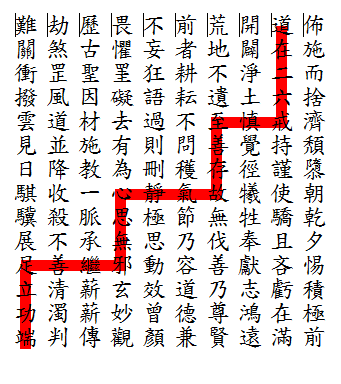 佈施而捨濟頹隳朝乾夕惕積極前
道在二六戒持謹使驕且吝虧在滿
開闢淨土慎覺徑犧牲奉獻志鴻遠
荒地不遺至善存故無伐善乃尊賢
前者耕耘不問穫氣節乃容道德兼
不妄狂語過則刪靜極思動效曾顏
畏懼罣礙去有為心思無邪玄妙觀
歷古聖因材施教一脈承繼薪薪傳
劫煞罡風道並降收殺不善清濁判
難關衝撥雲見日騏驥展足立功端